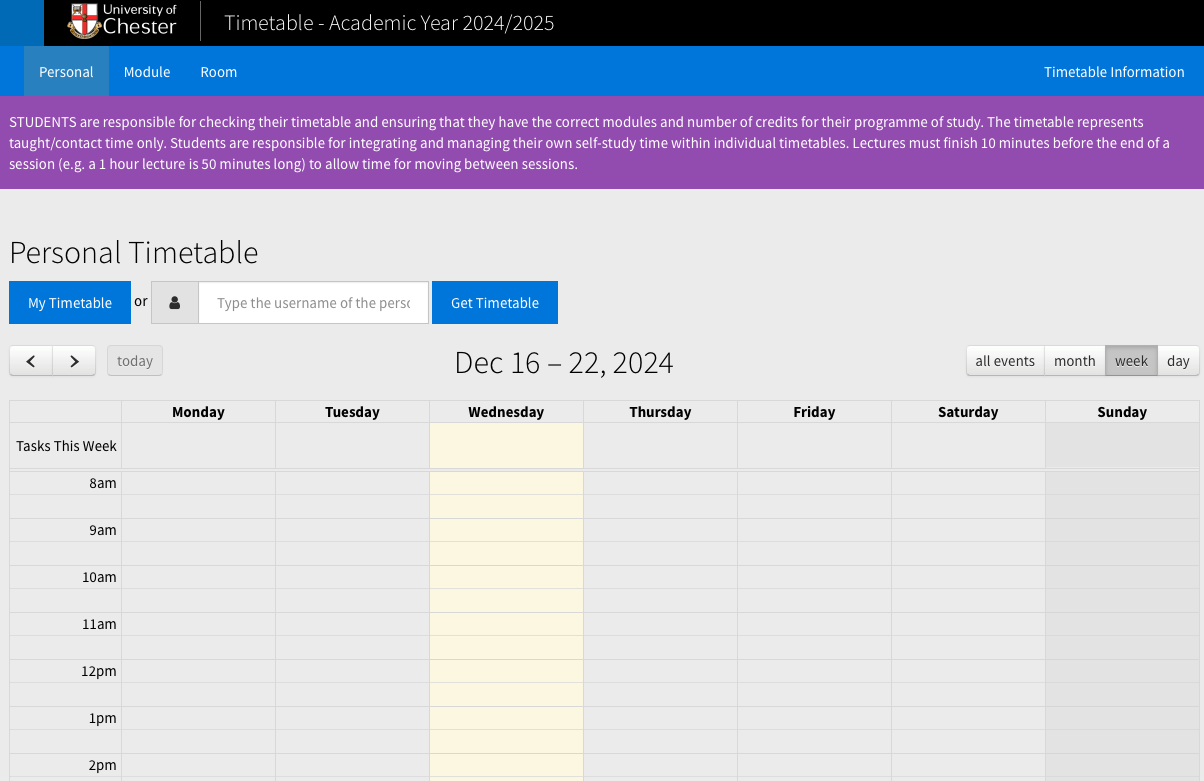 University of
Chester
Timetable - Academic Year 2024/2025
Personal Module Room Timetable Information
STUDENTS are responsible for checking their timetable and ensuring that they have the correct modules and number of credits for their programme of study. The timetable represents
taught/contact time only. Students are responsible for integrating and managing their own self-study time within individual timetables. Lectures must finish 10 minutes before the end of a
session (e.g. a 1 hour lecture is 50 minutes long) to allow time for moving between sessions.
Personal Timetable
My Timetable or Type the username of the perso Get Timetable
today Dec 16 – 22, 2024 all events month week day
Monday Tuesday Wednesday Thursday Friday Saturday Sunday
Tasks This Week
8am
9am
10am
11am
12pm
1pm
2pm